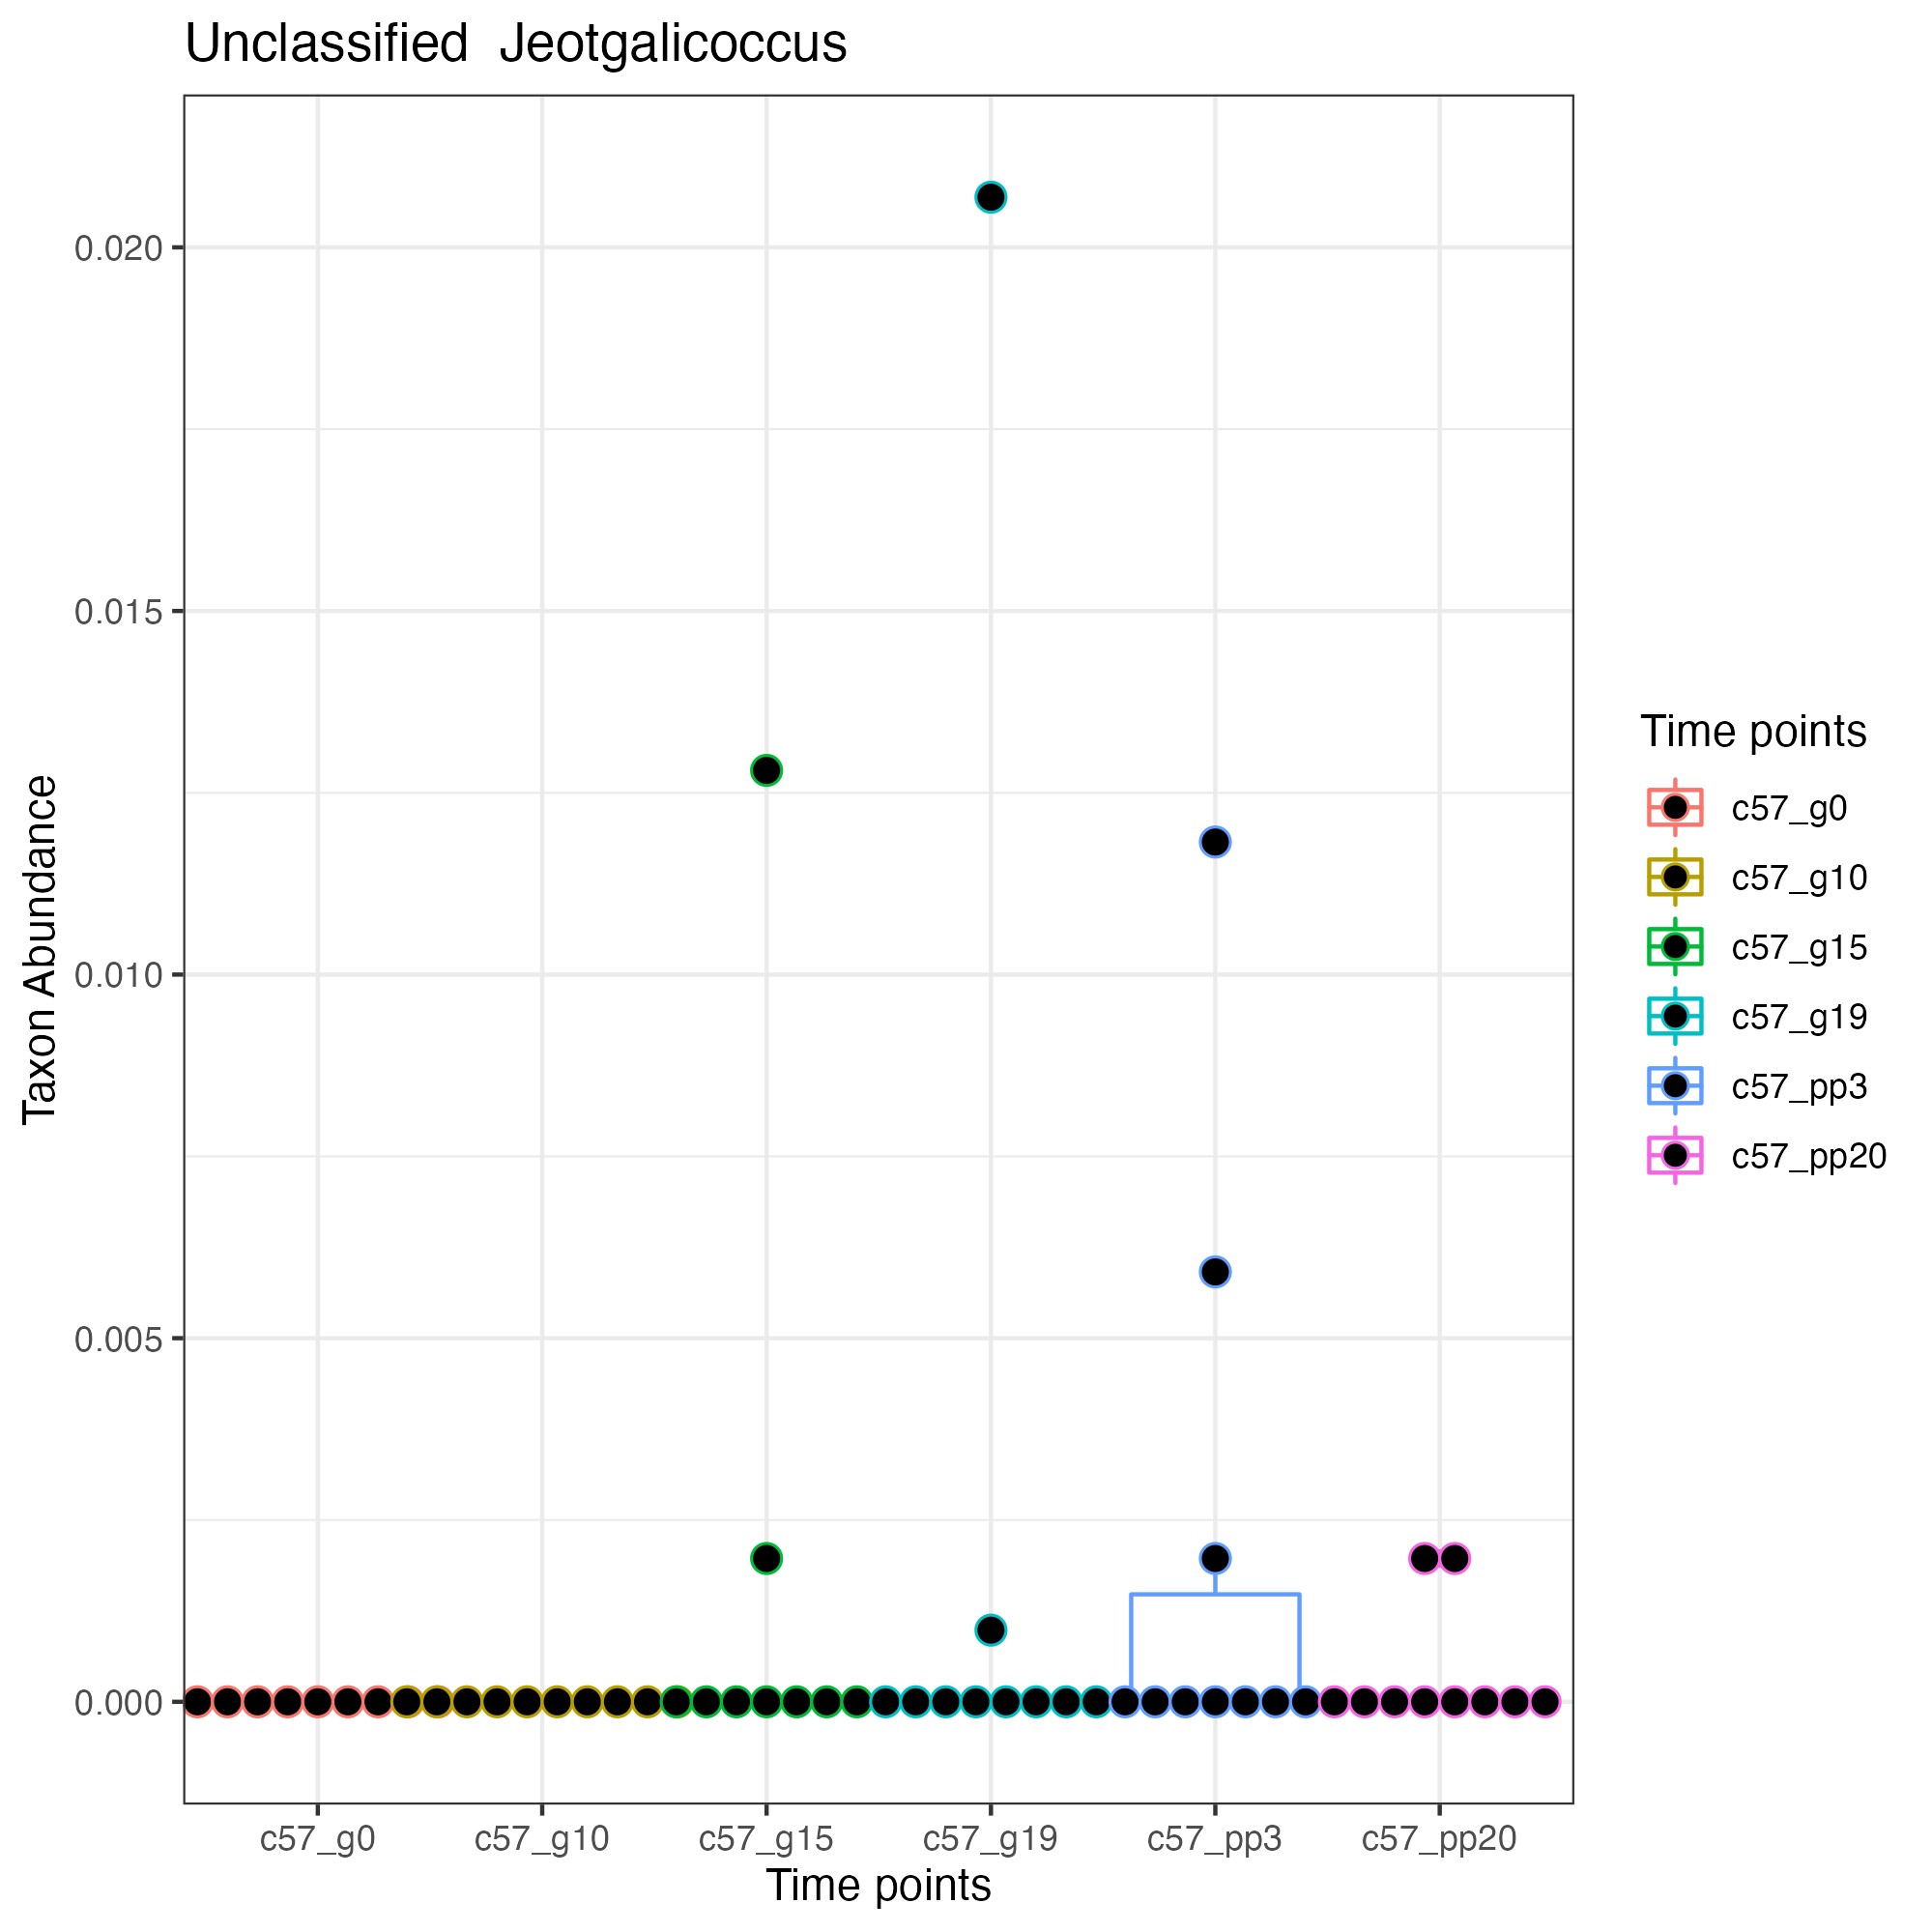 Unclassified  Jeotgalicoccus
0.020
0.015
0.010
0.005
0.000
Taxon Abundance
c57_g0
c57_g10
c57_g15
c57_g19
c57_pp3
c57_pp20
Time points
Time points
c57_g0
c57_g10
c57_g15
c57_g19
c57_pp3
c57_pp20